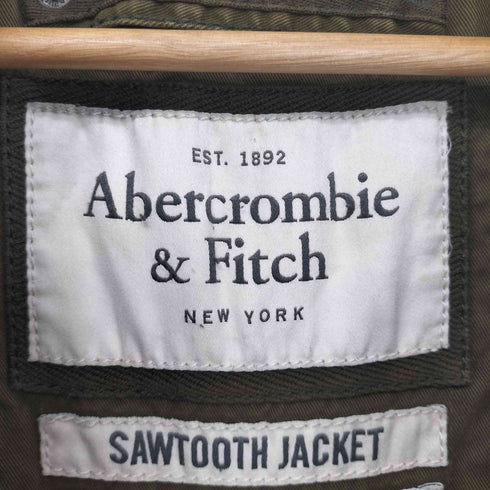 EST. 1892
Abercrombie
& Fitch
NEW YORK
SAWTOOTH JACKET